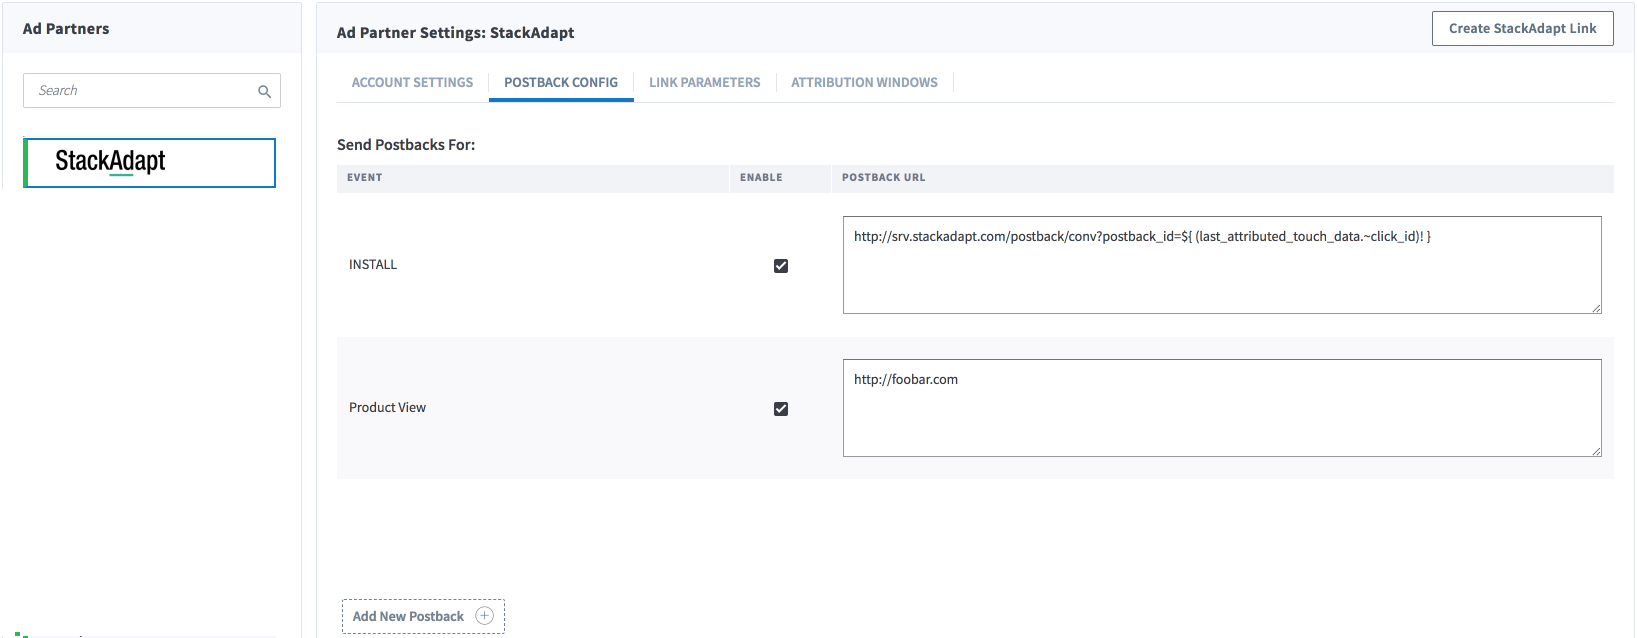 Ad Partners
Search
StackAdapt
Ad Partner Settings: StackAdapt
Create StackAdapt Link
ACCOUNT SETTINGS
POSTBACK CONFIG
LINK PARAMETERS
ATTRIBUTION WINDOWS
Send Postbacks For:
EVENT
ENABLE
POSTBACK URL
INSTALL
http://srv.stackadapt.com/postback/conv?postback_id=${ (last_attributed_touch_data.~click_id)! }
Product View
http://foobar.com
Add New Postback